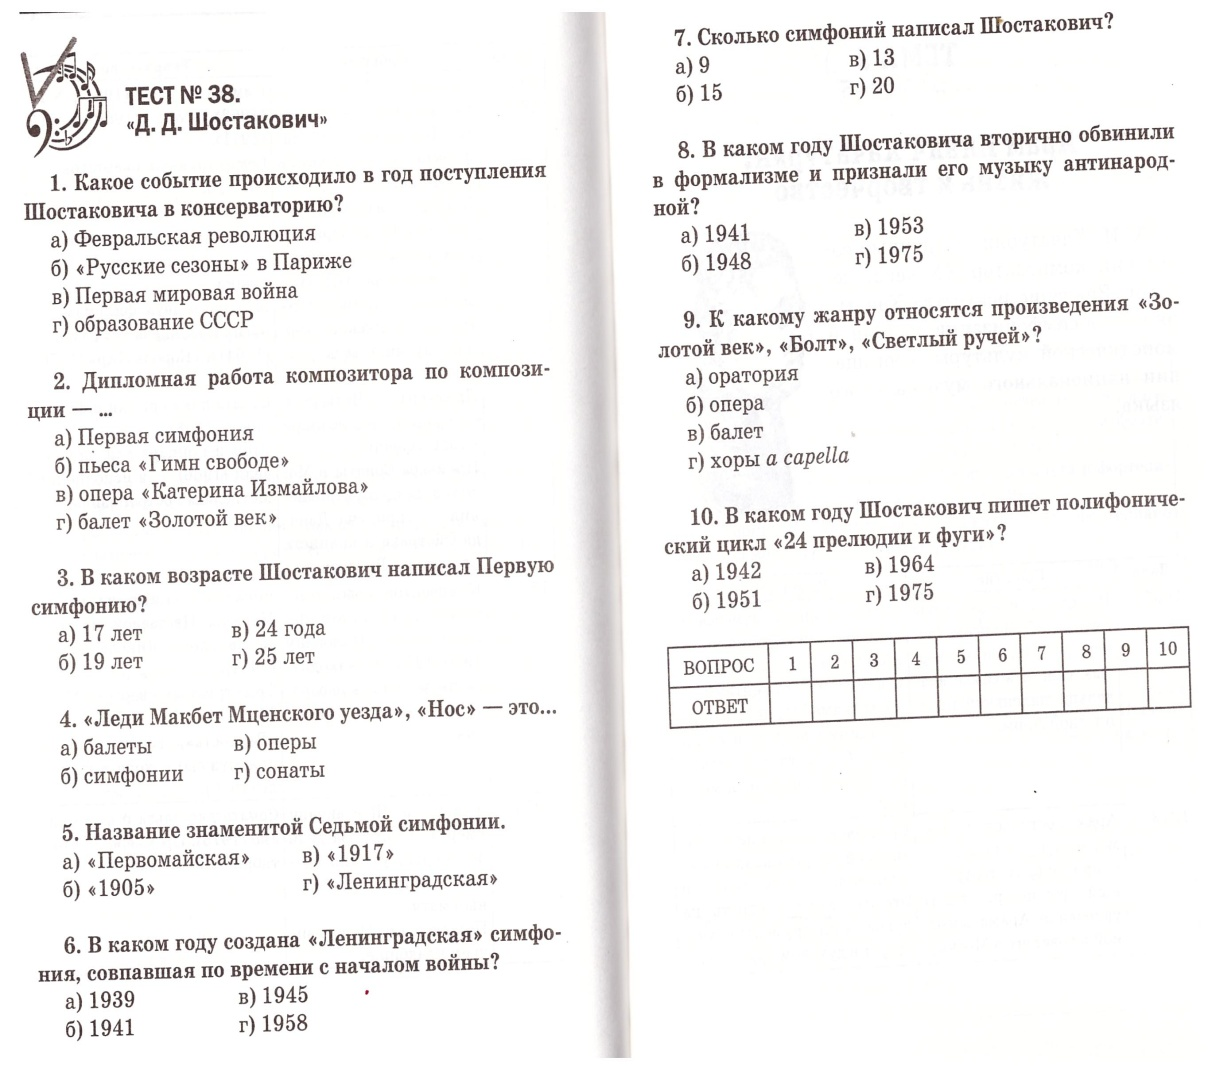 ТЕСТ № 38.
«Д. Д. Шостакович»
1. Какое событие происходило в год поступления
Шостаковича в консерваторию?
а) Февральская революция
б) «Русские сезоны» в Париже
в) Первая мировая война
г) образование СССР
2. Дипломная работа композитора по компози-
ции — ...
а) Первая симфония
б) пьеса «Гимн свободе»
в) опера «Катерина Измайлова»
г) балет «Золотой век»
3. В каком возрасте Шостакович написал Первую
симфонию?
а) 17 лет в) 24 года
б) 19 лет г) 25 лет
4. «Леди Макбет Мценского уезда», «Нос» — это...
а) балеты в) оперы
б) симфонии г) сонаты
5. Название знаменитой Седьмой симфонии.
а) «Первомайская» в) «1917»
б) «1905» г) «Ленинградская»
6. В каком году создана «Ленинградская» симфо-
ния, совпавшая по времени с началом войны?
а) 1939 в) 1945
б) 1941 г) 1958
7. Сколько симфоний написал Шостакович?
а) 9 в) 13
б) 15 г) 20
8. В каком году Шостаковича вторично обвинили
в формализме и признали его музыку антинарод-
ной?
а) 1941 в) 1953
б) 1948 г) 1975
9. К какому жанру относятся произведения «Зо-
лотой век», «Болт», «Светлый ручей»?
а) оратория
б) опера
в) балет
г) хоры a capella
10. В каком году Шостакович пишет полифониче-
ский цикл «24 прелюдии и фуги»?
а) 1942 в) 1964
б) 1951 г) 1975
ВОПРОС 1 2 3 4 5 6 7 8 9 10
ОТВЕТ